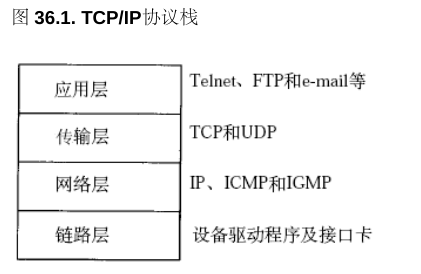 图 36.1. TCP/IP协议栈
应用层 Telnet、FTP和e-mail等
传输层 TCP和UDP
网络层 IP、ICMP和IGMP
链路层 设备驱动程序及接口卡